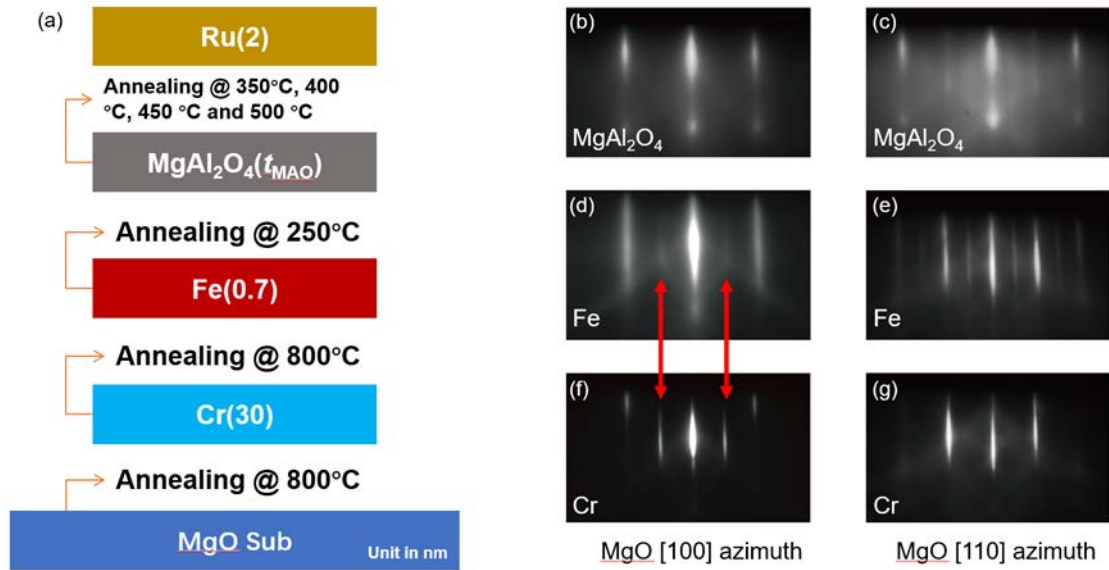 (a)
Ru(2)
Annealing @ 350°C, 400
°C, 450 °C and 500 °C
MgAl₂O₄(tMAO)
Annealing @ 250°C
Fe(0.7)
Annealing @ 800°C
Cr(30)
Annealing @ 800°C
MgO Sub
Unit in nm
(b)
MgAl₂O₄
(c)
MgAl₂O₄
(d)
Fe
(e)
Fe
(f)
Cr
(g)
Cr
MgO [100] azimuth
MgO [110] azimuth